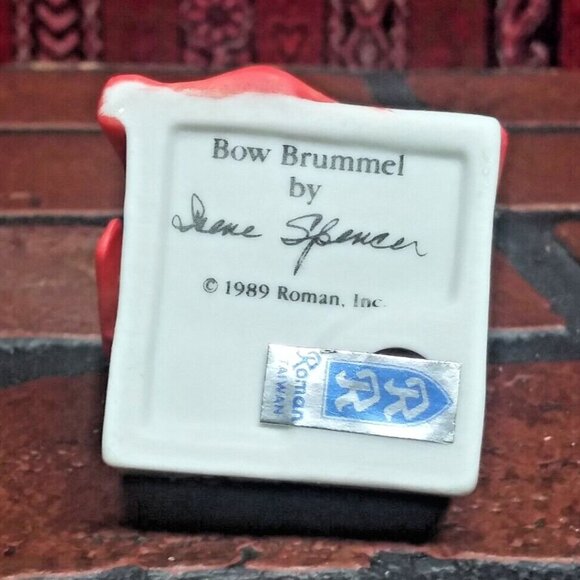 Bow Brummel
by
Irene Spencer
© 1989 Roman, Inc.
Roman
TAIWAN
R R